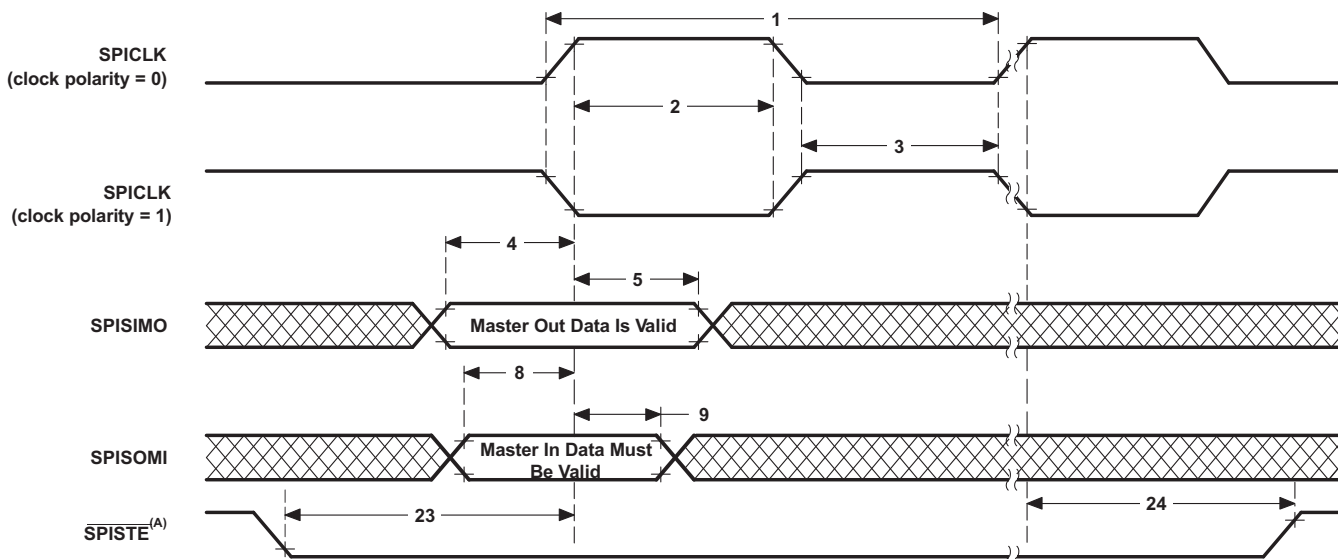 1
SPICLK
(clock polarity = 0)
2
3
SPICLK
(clock polarity = 1)
4
5
SPISIMO
Master Out Data Is Valid
8
9
SPISOMI
Master In Data Must
Be Valid
23
24
SPISTE(A)